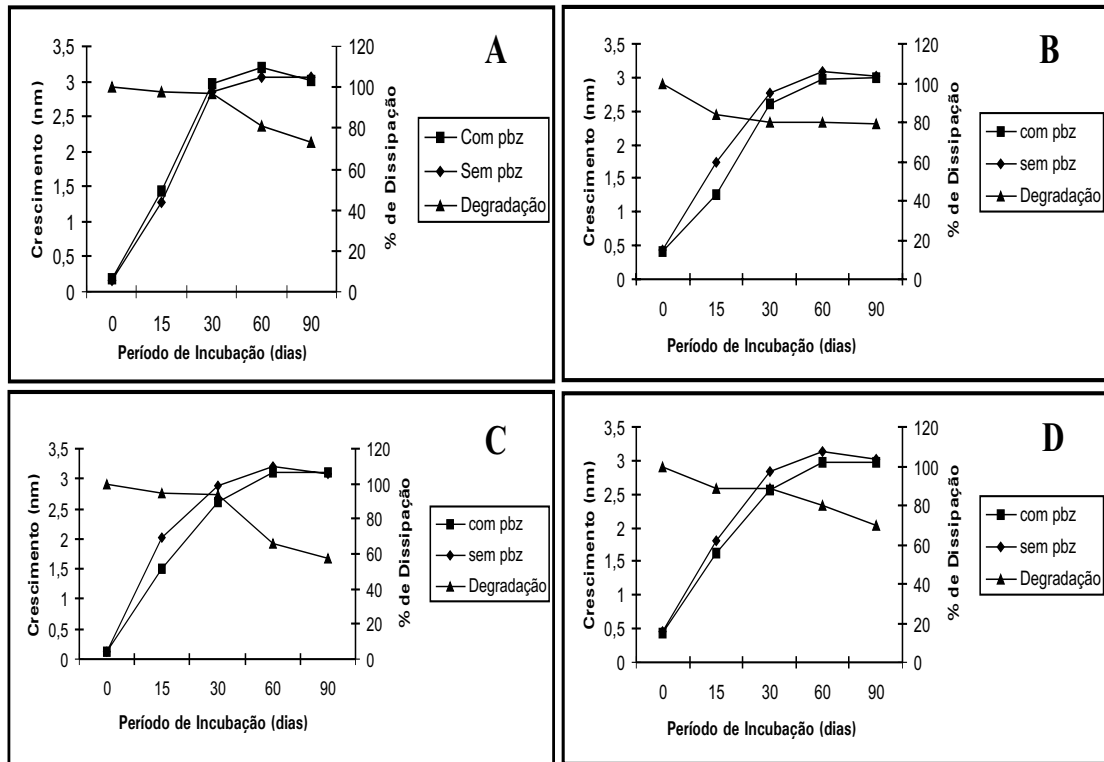 A
Crescimento (nm)
3,5
3
2,5
2
1,5
1
0,5
0
120
100
80
60
40
20
0
% de Dissipação
Com pbz
Sem pbz
Degradação
0 15 30 60 90
Período de Incubação (dias)
B
Crescimento (nm)
3,5
3
2,5
2
1,5
1
0,5
0
120
100
80
60
40
20
0
% de Dissipação
com pbz
sem pbz
Degradação
0 15 30 60 90
Período de Incubação (dias)
C
Crescimento (nm)
3,5
3
2,5
2
1,5
1
0,5
0
120
100
80
60
40
20
0
% de Dissipação
com pbz
sem pbz
Degradação
0 15 30 60 90
Período de Incubação (dias)
D
Crescimento (nm)
3,5
3
2,5
2
1,5
1
0,5
0
120
100
80
60
40
20
0
% de Dissipação
com pbz
sem pbz
Degradação
0 15 30 60 90
Período de Incubação (dias)